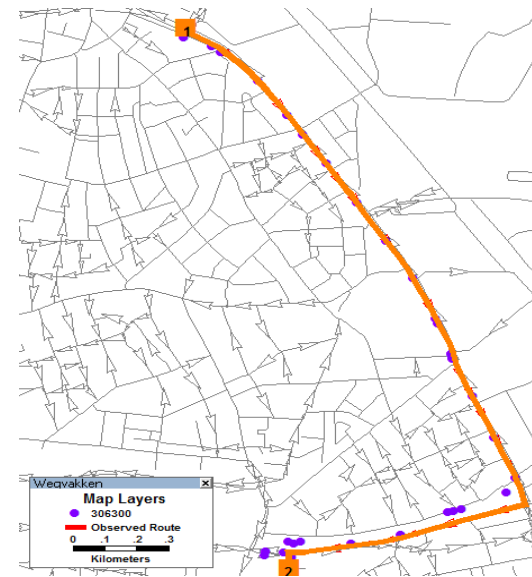 1
Wegvakken
Map Layers
306300
Observed Route
0 .1 .2 .3
Kilometers
2